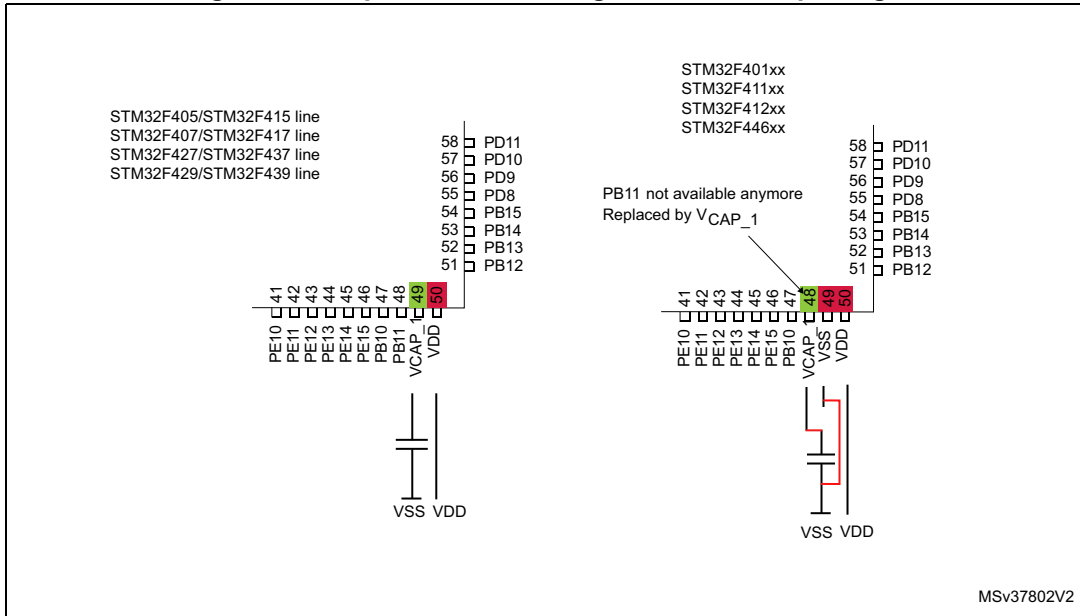 STM32F405/STM32F415 line
STM32F407/STM32F417 line
STM32F427/STM32F437 line
STM32F429/STM32F439 line
58 PD11
57 PD10
56 PD9
55 PD8
54 PB15
53 PB14
52 PB13
51 PB12
41 42 43 44 45 46 47 48 49 50
PE10 PE11 PE12 PE13 PE14 PE15 PB10 PB11 VCAP_1 VDD
VSS VDD
STM32F401xx
STM32F411xx
STM32F412xx
STM32F446xx
58 PD11
57 PD10
56 PD9
55 PD8
54 PB15
53 PB14
52 PB13
51 PB12
PB11 not available anymore
Replaced by VCAP_1
41 42 43 44 45 46 47 48 49 50
PE10 PE11 PE12 PE13 PE14 PE15 PB10 VCAP_1 VSS VDD
VSS VDD
MSv37802V2